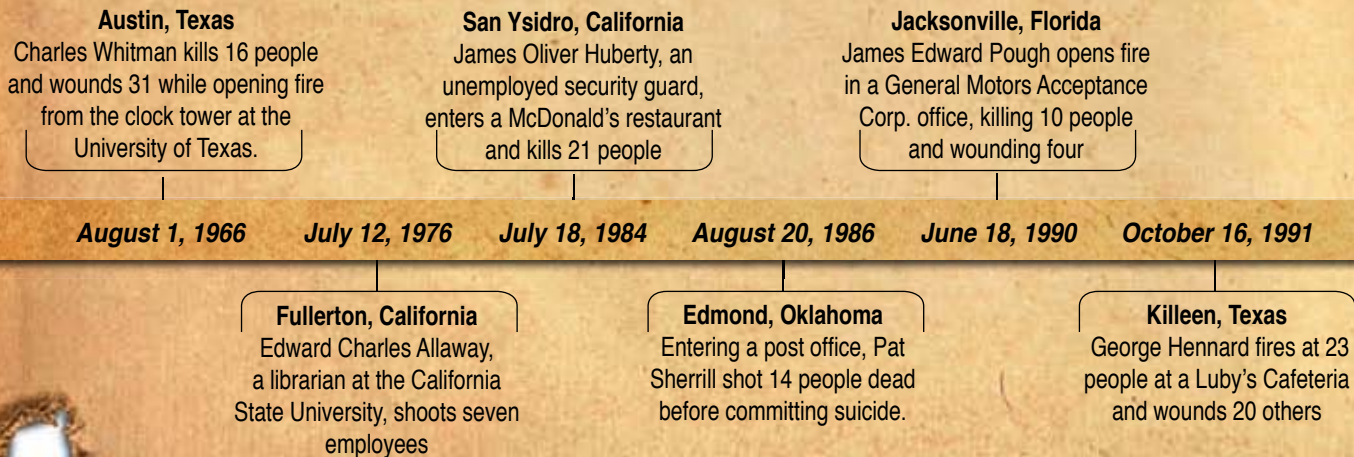 Austin, Texas
Charles Whitman kills 16 people
and wounds 31 while opening fire
from the clock tower at the
University of Texas.
San Ysidro, California
James Oliver Huberty, an
unemployed security guard,
enters a McDonald’s restaurant
and kills 21 people
Jacksonville, Florida
James Edward Pough opens fire
in a General Motors Acceptance
Corp. office, killing 10 people
and wounding four
August 1, 1966
July 12, 1976
July 18, 1984
August 20, 1986
June 18, 1990
October 16, 1991
Fullerton, California
Edward Charles Allaway,
a librarian at the California
State University, shoots seven
employees
Edmond, Oklahoma
Entering a post office, Pat
Sherrill shot 14 people dead
before committing suicide.
Killeen, Texas
George Hennard fires at 23
people at a Luby’s Cafeteria
and wounds 20 others